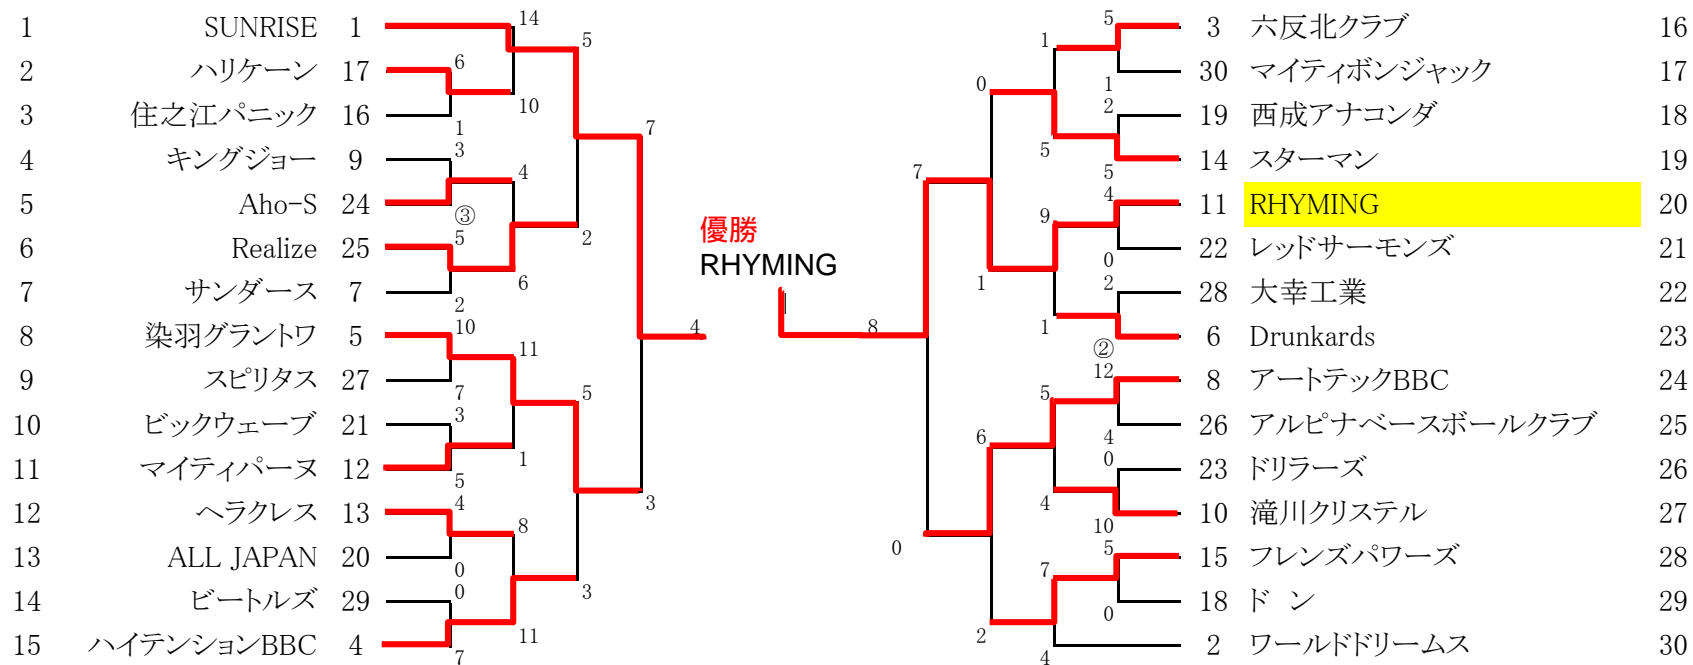 1 SUNRISE 1 14 5 5 3 六反北クラブ 16
2 ハリケーン 17 6 1 30 マイティボンジャック 17
3 住之江パニック 16 10 0 1 2 19 西成アナコンダ 18
4 キングジョー 9 1 3 7 5 14 スターマン 19
5 Aho-S 24 4 7 5 4 11 RHYMING 20
6 Realize 25 ③ 5 2 優勝 9 22 レッドサーモンズ 21
7 サンダース 7 6 RHYMING 1 0 2 28 大幸工業 22
8 染羽グラントワ 5 2 10 4 8 1 6 Drunkards 23
9 スピリタス 27 11 ② 12 8 アートテックBBC 24
10 ビックウェーブ 21 7 3 5 5 26 アルピナベースボールクラブ 25
11 マイティパーヌ 12 1 6 4 0 23 ドリラーズ 26
12 ヘラクレス 13 5 4 3 4 10 滝川クリステル 27
13 ALL JAPAN 20 8 0 10 5 15 フレンズパワーズ 28
14 ビートルズ 29 0 0 3 7 18 ド ン 29
15 ハイテンションBBC 4 11 7 2 0 4 2 ワールドドリームス 30